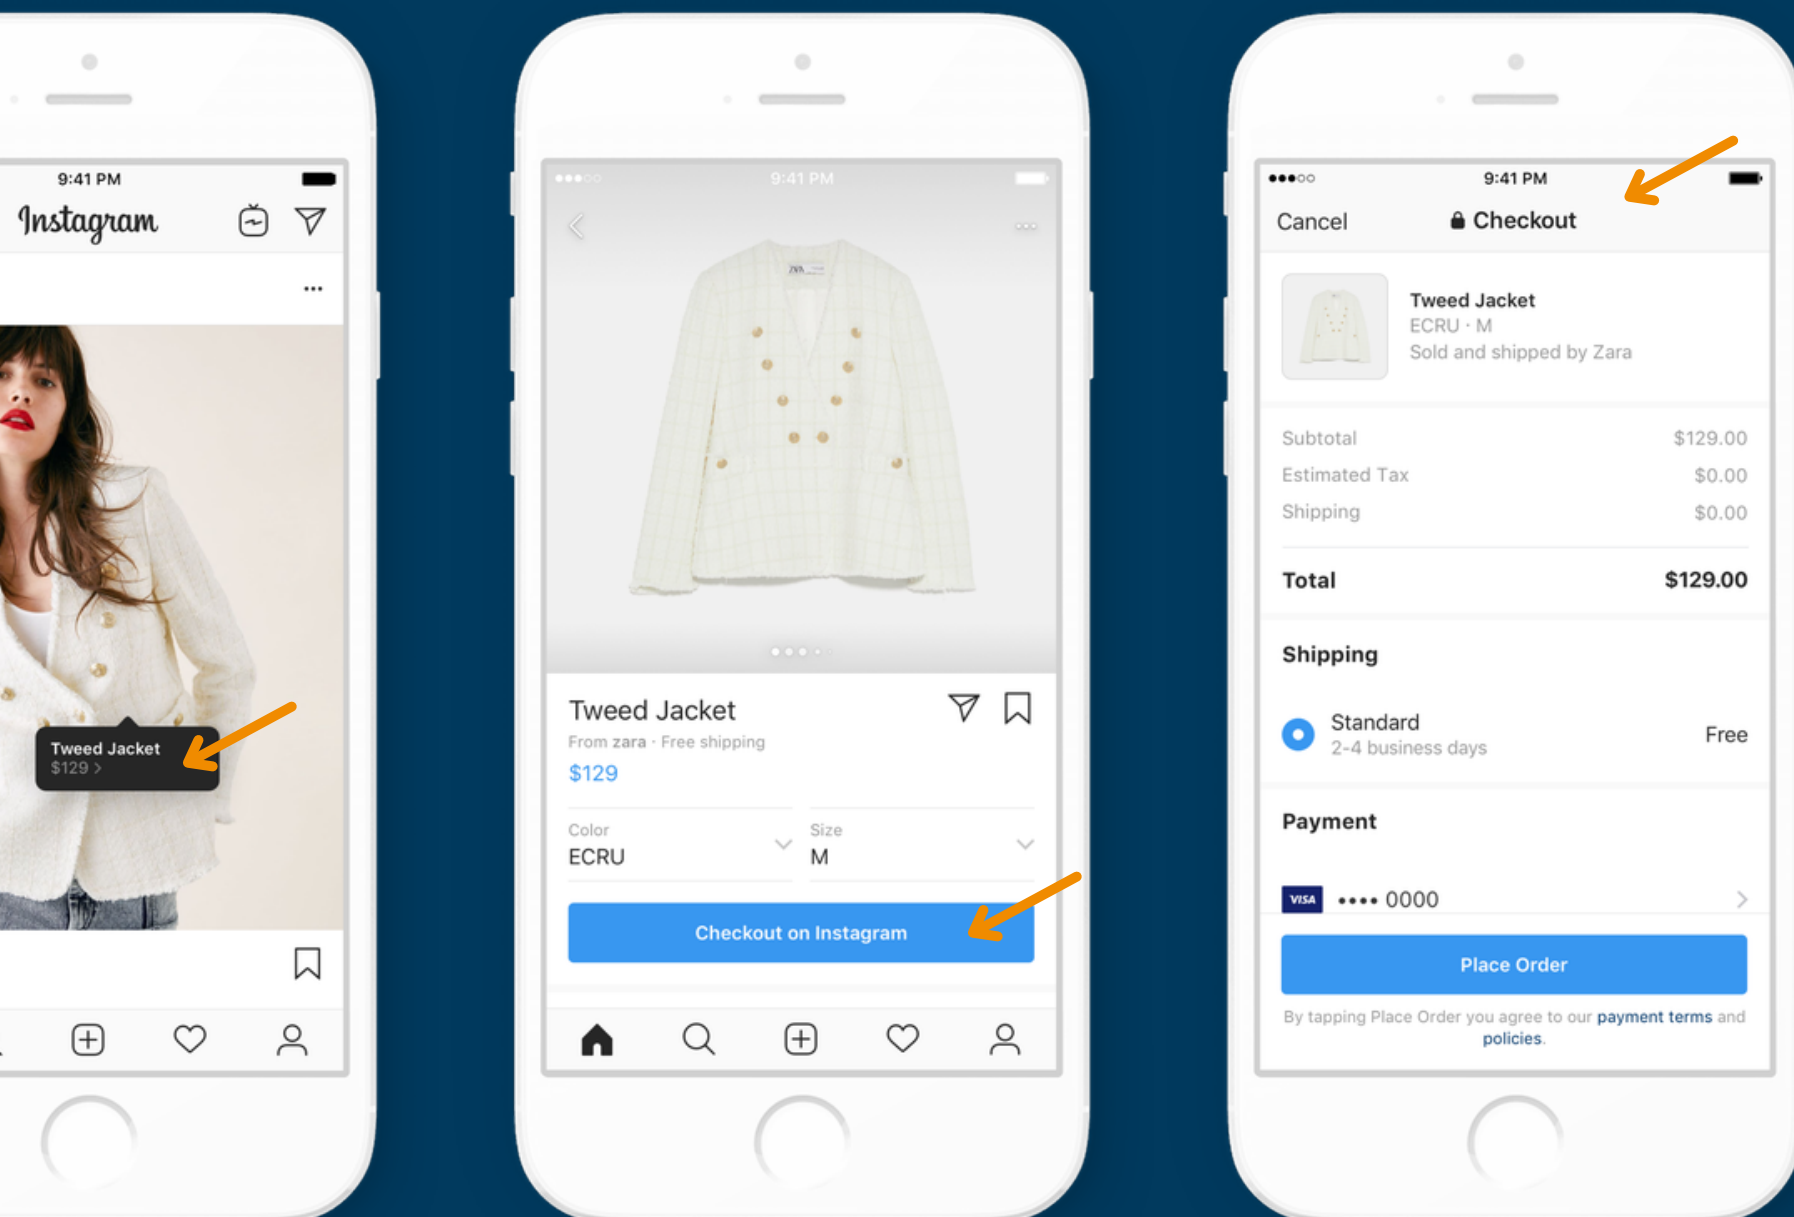 9:41 PM
Instagram
Tweed Jacket
$129 >
9:41 PM
ZARA
Tweed Jacket
From zara · Free shipping
$129
Color
ECRU
Size
M
Checkout on Instagram
9:41 PM
Cancel
Checkout
Tweed Jacket
ECRU · M
Sold and shipped by Zara
Subtotal
$129.00
Estimated Tax
$0.00
Shipping
$0.00
Total
$129.00
Shipping
Standard
2-4 business days
Free
Payment
VISA •••• 0000
Place Order
By tapping Place Order you agree to our payment terms and
policies.